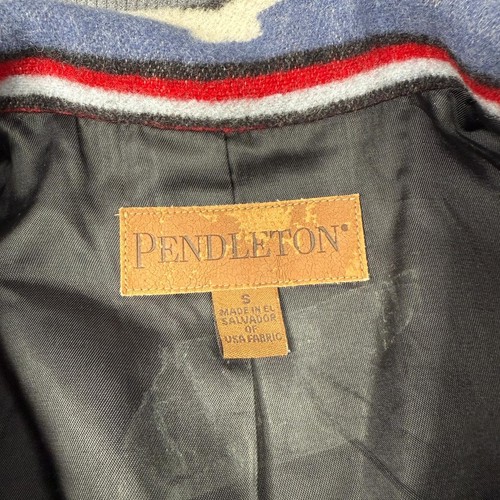 PENDLETON®
S
MADE IN EL
SALVADOR
OF
USA FABRIC